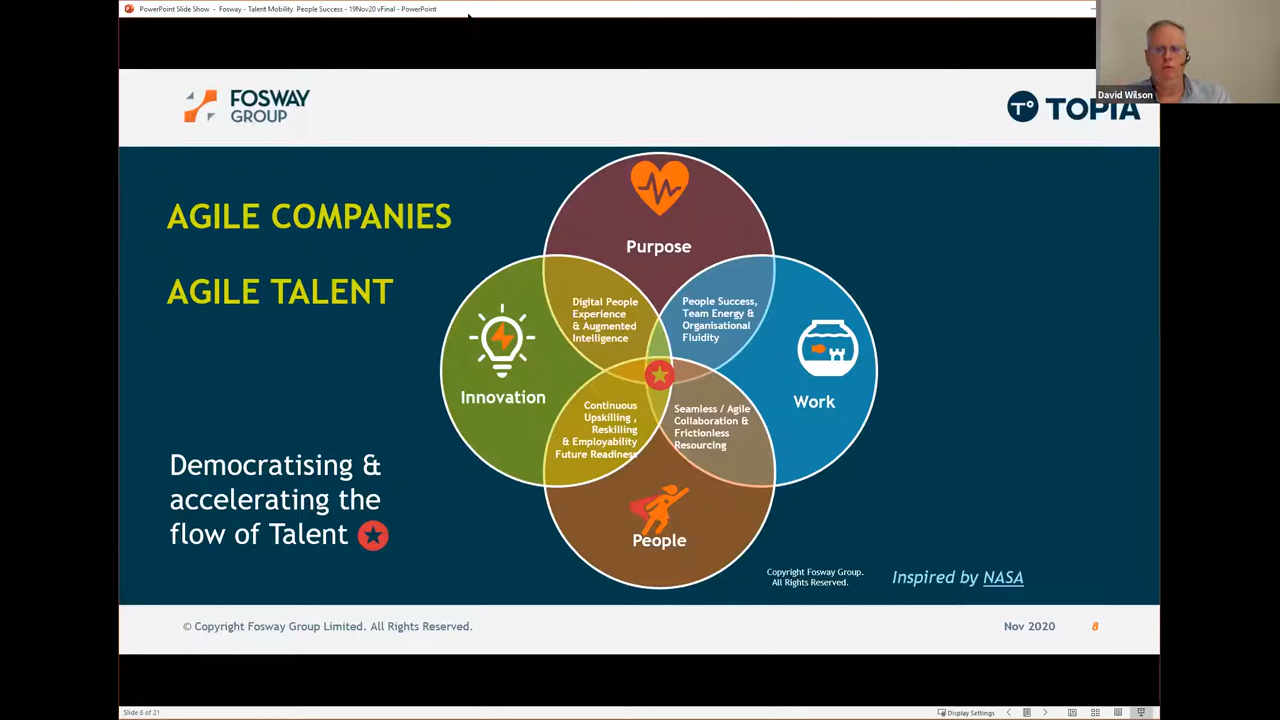 PowerPoint Slide Show - Fosway - Talent Mobility People Success - 19Nov20 vFinal - PowerPoint
David Wilson
FOSWAY
GROUP
T°
TOPIA
AGILE COMPANIES
AGILE TALENT
Purpose
Digital People
Experience
& Augmented
Intelligence
People Success,
Team Energy &
Organisational
Fluidity
Innovation
Work
Continuous
Upskilling ,
Reskilling
& Employability
Future Readiness
Seamless / Agile
Collaboration &
Frictionless
Resourcing
People
Democratising &
accelerating the
flow of Talent
Copyright Fosway Group.
All Rights Reserved.
Inspired by NASA
© Copyright Fosway Group Limited. All Rights Reserved.
Nov 2020
8
Slide 8 of 21
Display Settings